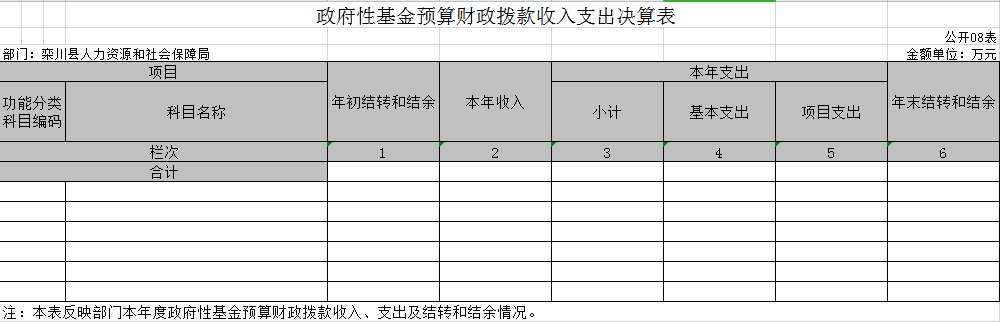 政府性基金预算财政拨款收入支出决算表
公开08表
部门：栾川县人力资源和社会保障局 金额单位：万元
项目 年初结转和结余 本年收入 本年支出 年末结转和结余
功能分类科目编码 科目名称 小计 基本支出 项目支出
栏次 1 2 3 4 5 6
合计
注：本表反映部门本年度政府性基金预算财政拨款收入、支出及结转和结余情况。